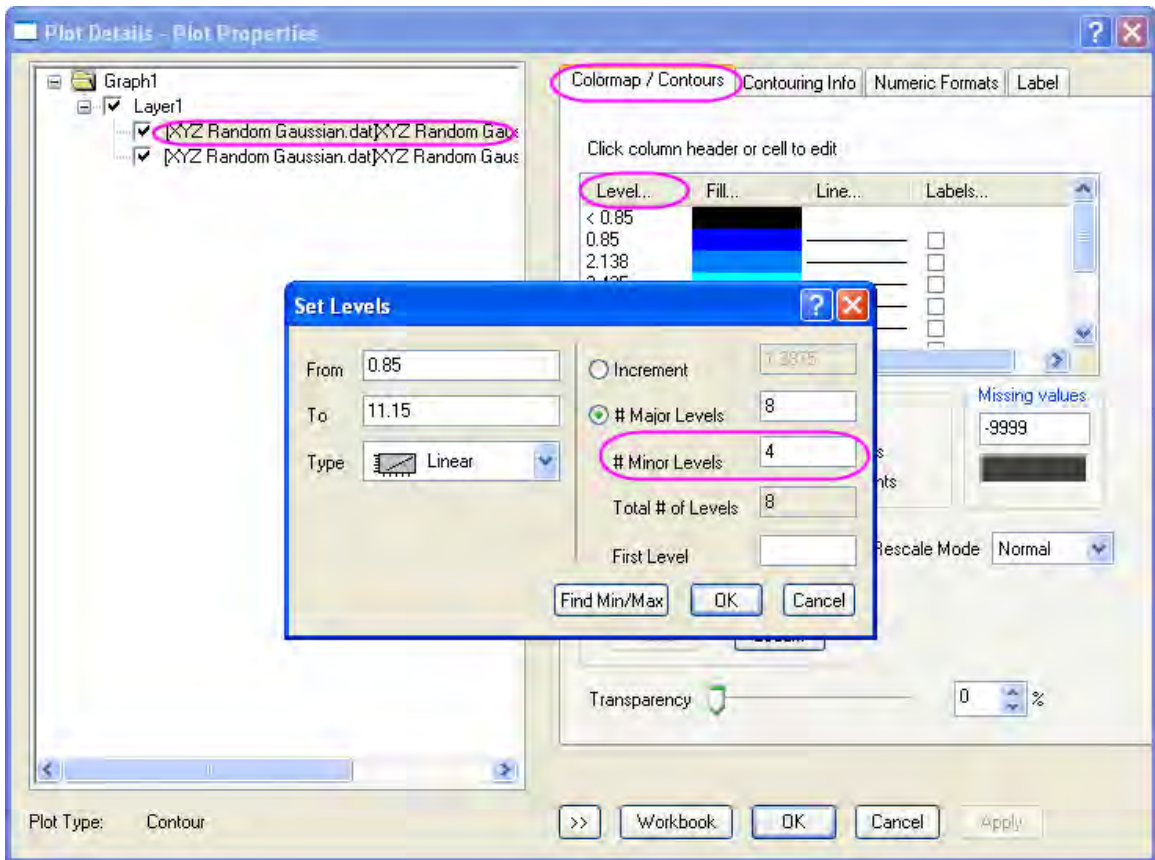 Plot Details - Plot Properties
Graph1
Layer1
[XYZ Random Gaussian.dat]XYZ Random Gaus
[XYZ Random Gaussian.dat]XYZ Random Gaus
Colormap / Contours Contouring Info Numeric Formats Label
Click column header or cell to edit
Level... Fill... Line... Labels...
< 0.85
0.85
2.138
Set Levels
From 0.85
To 11.15
Type Linear
Increment
# Major Levels 8
# Minor Levels 4
Total # of Levels 8
First Level
Find Min/Max OK Cancel
Missing values
-9999
Rescale Mode Normal
Transparency 0 %
Plot Type: Contour
>> Workbook OK Cancel Apply